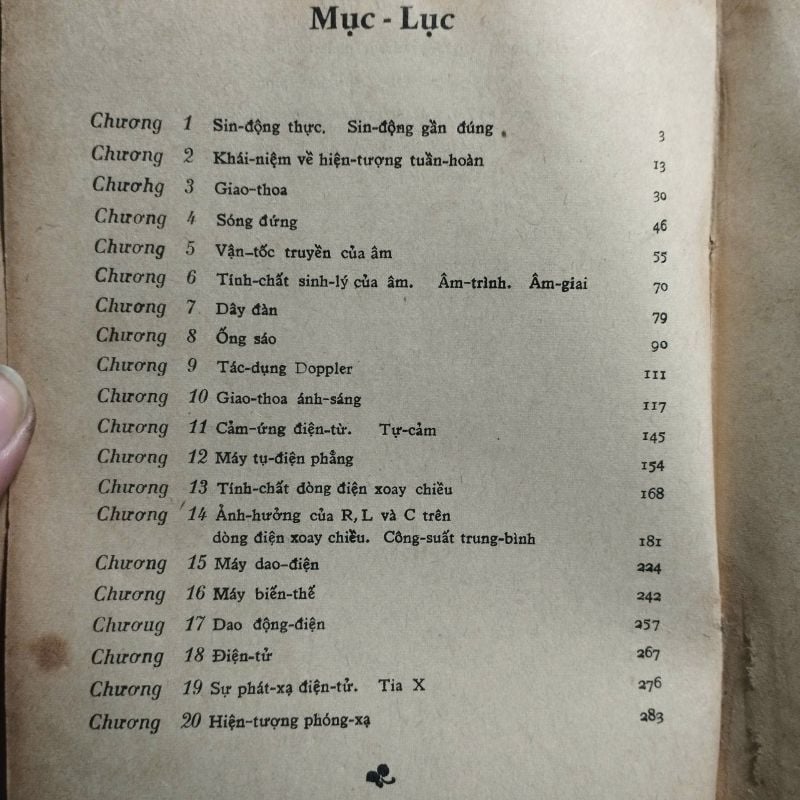 Mục - Lục
Chương 1 Sin-động thực. Sin-động gần đúng 3
Chương 2 Khái-niệm về hiện-tượng tuần-hoàn 13
Chươhg 3 Giao-thoa 30
Chương 4 Sóng đứng 46
Chương 5 Vận-tốc truyền của âm 55
Chương 6 Tính-chất sinh-lý của âm. Âm-trình. Âm-giai 70
Chương 7 Dây đàn 79
Chương 8 Ống sáo 90
Chương 9 Tác-dụng Doppler 111
Chương 10 Giao-thoa ánh-sáng 117
Chương 11 Cảm-ứng điện-từ. Tự-cảm 145
Chương 12 Máy tụ-điện phẳng 154
Chương 13 Tính-chất dòng điện xoay chiều 168
Chương 14 Ảnh-hưởng của R, L và C trên
dòng điện xoay chiều. Công-suất trung-bình 181
Chương 15 Máy dao-điện 224
Chương 16 Máy biến-thế 242
Chưoug 17 Dao động-điện 257
Chương 18 Điện-tử 267
Chương 19 Sự phát-xạ điện-tử. Tia X 276
Chương 20 Hiện-tượng phóng-xạ 283